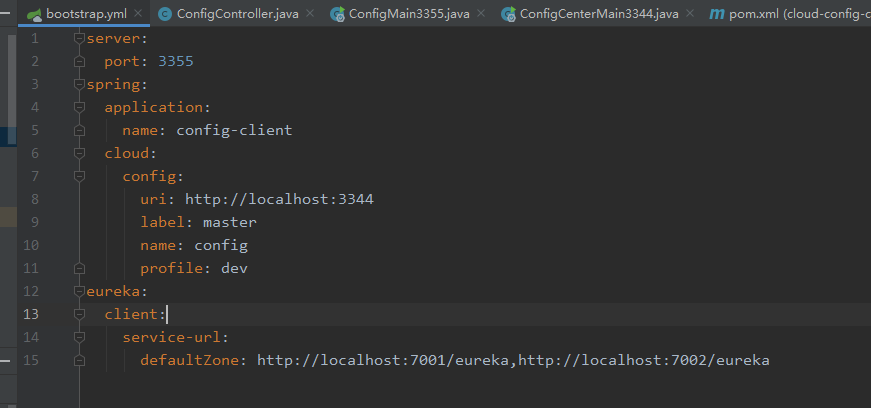 bootstrap.yml ConfigController.java ConfigMain3355.java ConfigCenterMain3344.java pom.xml (cloud-config-c
1 server:
2 port: 3355
3 spring:
4 application:
5 name: config-client
6 cloud:
7 config:
8 uri: http://localhost:3344
9 label: master
10 name: config
11 profile: dev
12 eureka:
13 client:
14 service-url:
15 defaultZone: http://localhost:7001/eureka,http://localhost:7002/eureka